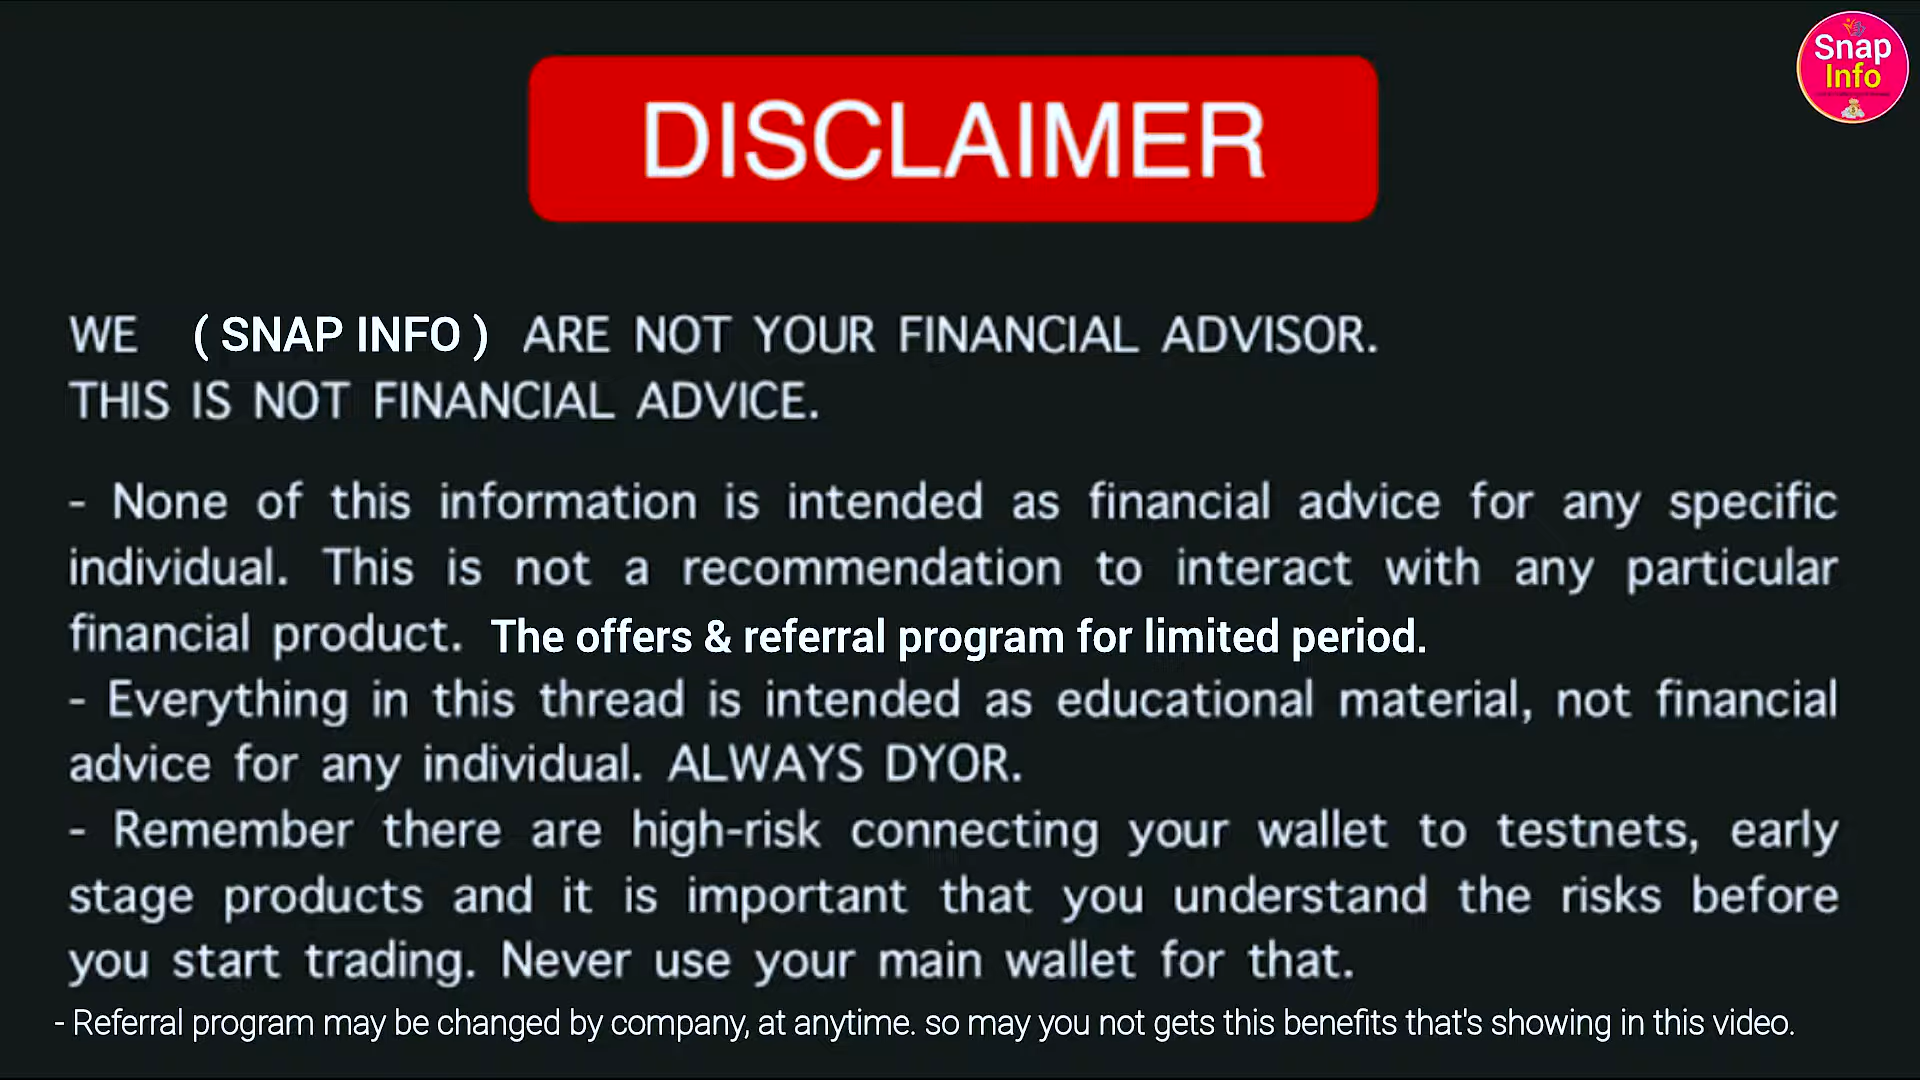 Snap
Info
DISCLAIMER
WE ( SNAP INFO ) ARE NOT YOUR FINANCIAL ADVISOR.
THIS IS NOT FINANCIAL ADVICE.
- None of this information is intended as financial advice for any specific
individual. This is not a recommendation to interact with any particular
financial product. The offers & referral program for limited period.
- Everything in this thread is intended as educational material, not financial
advice for any individual. ALWAYS DYOR.
- Remember there are high-risk connecting your wallet to testnets, early
stage products and it is important that you understand the risks before
you start trading. Never use your main wallet for that.
- Referral program may be changed by company, at anytime. so may you not gets this benefits that's showing in this video.